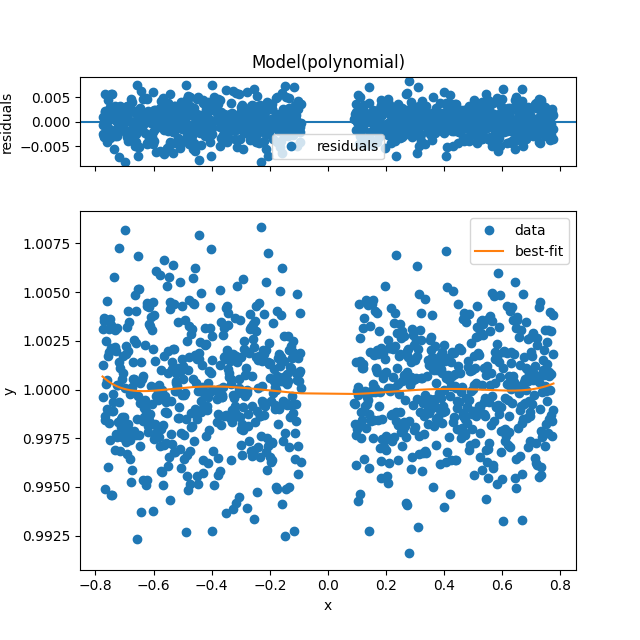 Model(polynomial)
0.005
0.000
−0.005
residuals
residuals
1.0075
1.0050
1.0025
1.0000
0.9975
0.9950
0.9925
y
data
best-fit
−0.8 −0.6 −0.4 −0.2 0.0 0.2 0.4 0.6 0.8
x